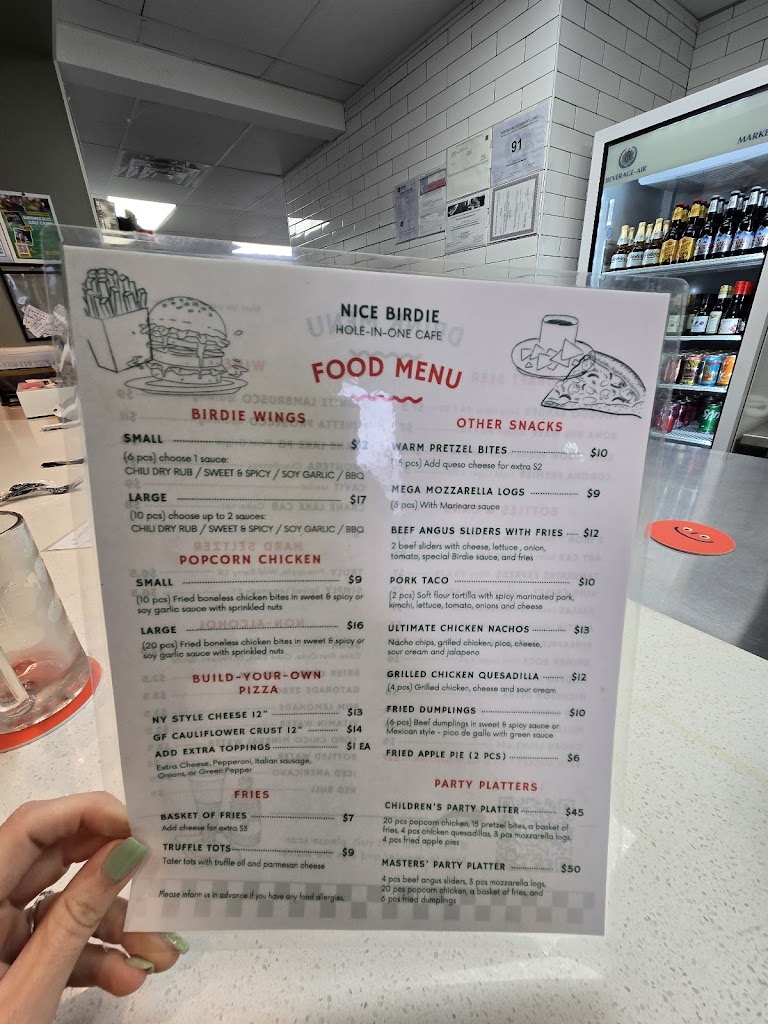 91
BEVERAGE-AIR
MARKE
NICE BIRDIE
HOLE-IN-ONE CAFE
FOOD MENU
BIRDIE WINGS
SMALL $12
(6 pcs) choose 1 sauce:
CHILI DRY RUB / SWEET & SPICY / SOY GARLIC / BBQ
LARGE $17
(10 pcs) choose up to 2 sauces:
CHILI DRY RUB / SWEET & SPICY / SOY GARLIC / BBQ
POPCORN CHICKEN
SMALL $9
(10 pcs) Fried boneless chicken bites in sweet & spicy or
soy garlic sauce with sprinkled nuts
LARGE $16
(20 pcs) Fried boneless chicken bites in sweet & spicy or
soy garlic sauce with sprinkled nuts
BUILD-YOUR-OWN
PIZZA
NY STYLE CHEESE 12" $13
GF CAULIFLOWER CRUST 12" $14
ADD EXTRA TOPPINGS $1 EA
Extra Cheese, Pepperoni, Italian sausage,
Onions, or Green Pepper
FRIES
BASKET OF FRIES $7
Add cheese for extra $3
TRUFFLE TOTS $9
Tater tots with truffle oil and parmesan cheese
Please inform us in advance if you have any food allergies.
OTHER SNACKS
WARM PRETZEL BITES $10
(15 pcs) Add queso cheese for extra $2
MEGA MOZZARELLA LOGS $9
(3 pcs) With Marinara sauce
BEEF ANGUS SLIDERS WITH FRIES $12
2 beef sliders with cheese, lettuce, onion,
tomato, special Birdie sauce, and fries
PORK TACO $10
(2 pcs) Soft flour tortilla with spicy marinated pork,
kimchi, lettuce, tomato, onions and cheese
ULTIMATE CHICKEN NACHOS $13
Nacho chips, grilled chicken, pico, cheese,
sour cream and jalapeno
GRILLED CHICKEN QUESADILLA $12
(4 pcs) Grilled chicken, cheese and sour cream
FRIED DUMPLINGS $10
(6 pcs) Beef dumplings in sweet & spicy sauce or
Mexican style - pico de gallo with green sauce
FRIED APPLE PIE (2 PCS) $6
PARTY PLATTERS
CHILDREN'S PARTY PLATTER $45
20 pcs popcorn chicken, 15 pretzel bites, a basket of
fries, 4 pcs chicken quesadillas, 3 pcs mozzarella logs,
4 pcs fried apple pies
MASTERS' PARTY PLATTER $50
4 pcs beef angus sliders, 3 pcs mozzarella logs,
20 pcs popcorn chicken, a basket of fries, and
6 pcs fried dumplings